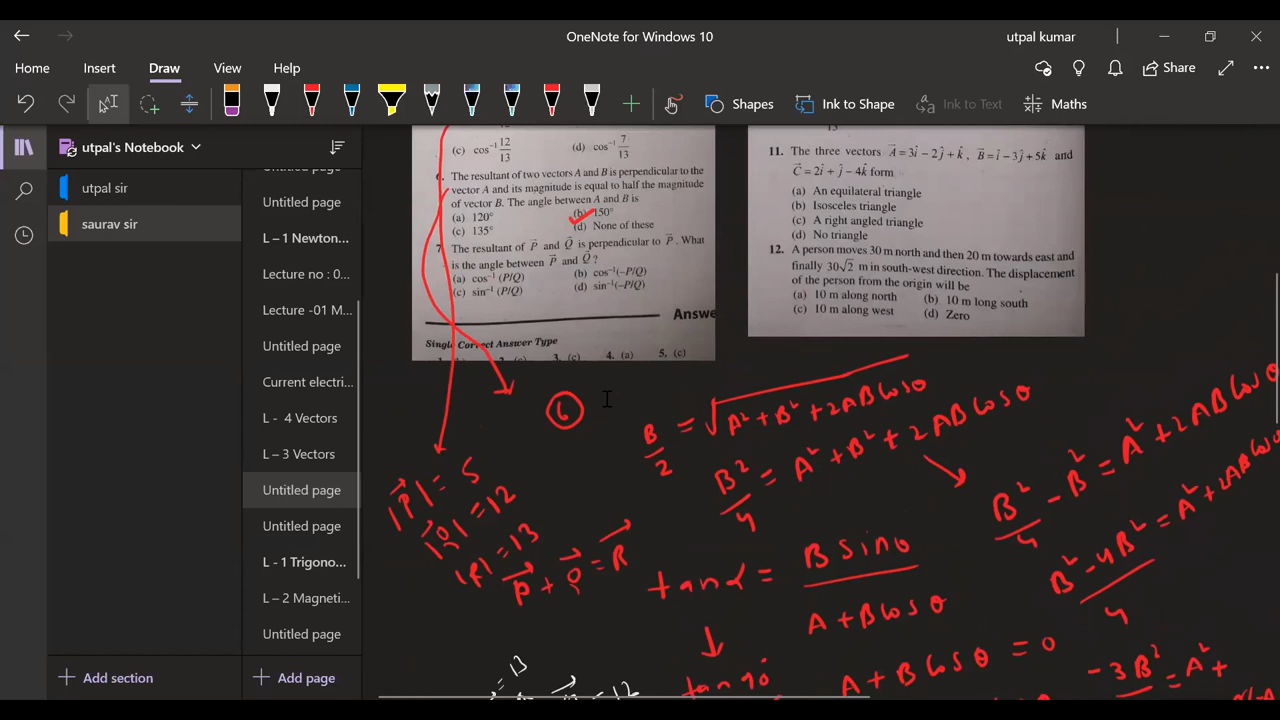 OneNote for Windows 10
utpal kumar
Home
Insert
Draw
View
Help
Share
Shapes
Ink to Shape
Ink to Text
Maths
utpal's Notebook
utpal sir
saurav sir
Untitled page
Untitled page
L – 1 Newton...
Lecture no : 0...
Lecture -01 M...
Untitled page
Current electri...
L - 4 Vectors
L – 3 Vectors
Untitled page
Untitled page
L - 1 Trigono...
L – 2 Magneti...
Untitled page
Add section
Add page
(c) cos⁻¹ 12/13 (d) cos⁻¹ 7/13
6. The resultant of two vectors A and B is perpendicular to the
vector A and its magnitude is equal to half the magnitude
of vector B. The angle between A and B is
(a) 120° (b) 150°
(c) 135° (d) None of these
7. The resultant of P⃗ and Q⃗ is perpendicular to P⃗. What
is the angle between P⃗ and Q⃗?
(a) cos⁻¹ (P/Q) (b) cos⁻¹ (–P/Q)
(c) sin⁻¹ (P/Q) (d) sin⁻¹ (–P/Q)
Answe
Single Correct Answer Type
3. (c) 4. (a) 5. (c)
13
11. The three vectors A⃗ = 3î – 2ĵ + k̂, B⃗ = î – 3ĵ + 5k̂ and
C⃗ = 2î + ĵ – 4k̂ form
(a) An equilateral triangle
(b) Isosceles triangle
(c) A right angled triangle
(d) No triangle
12. A person moves 30 m north and then 20 m towards east and
finally 30√2 m in south-west direction. The displacement
of the person from the origin will be
(a) 10 m along north (b) 10 m long south
(c) 10 m along west (d) Zero
6
B/2 = √A² + B² + 2AB cos θ
B²/4 = A² + B² + 2AB cos θ
B²/4 - B² = A² + 2AB cos θ
B² - 4B²/4 = A² + 2AB cos
|P⃗| = 5
|Q⃗| = 12
|R⃗| = 13
P⃗ + Q⃗ = R⃗
tan α = B sin θ / A + B cos θ
tan 90°
A + B cos θ = 0
-3B² = A² +
= 13
= 12